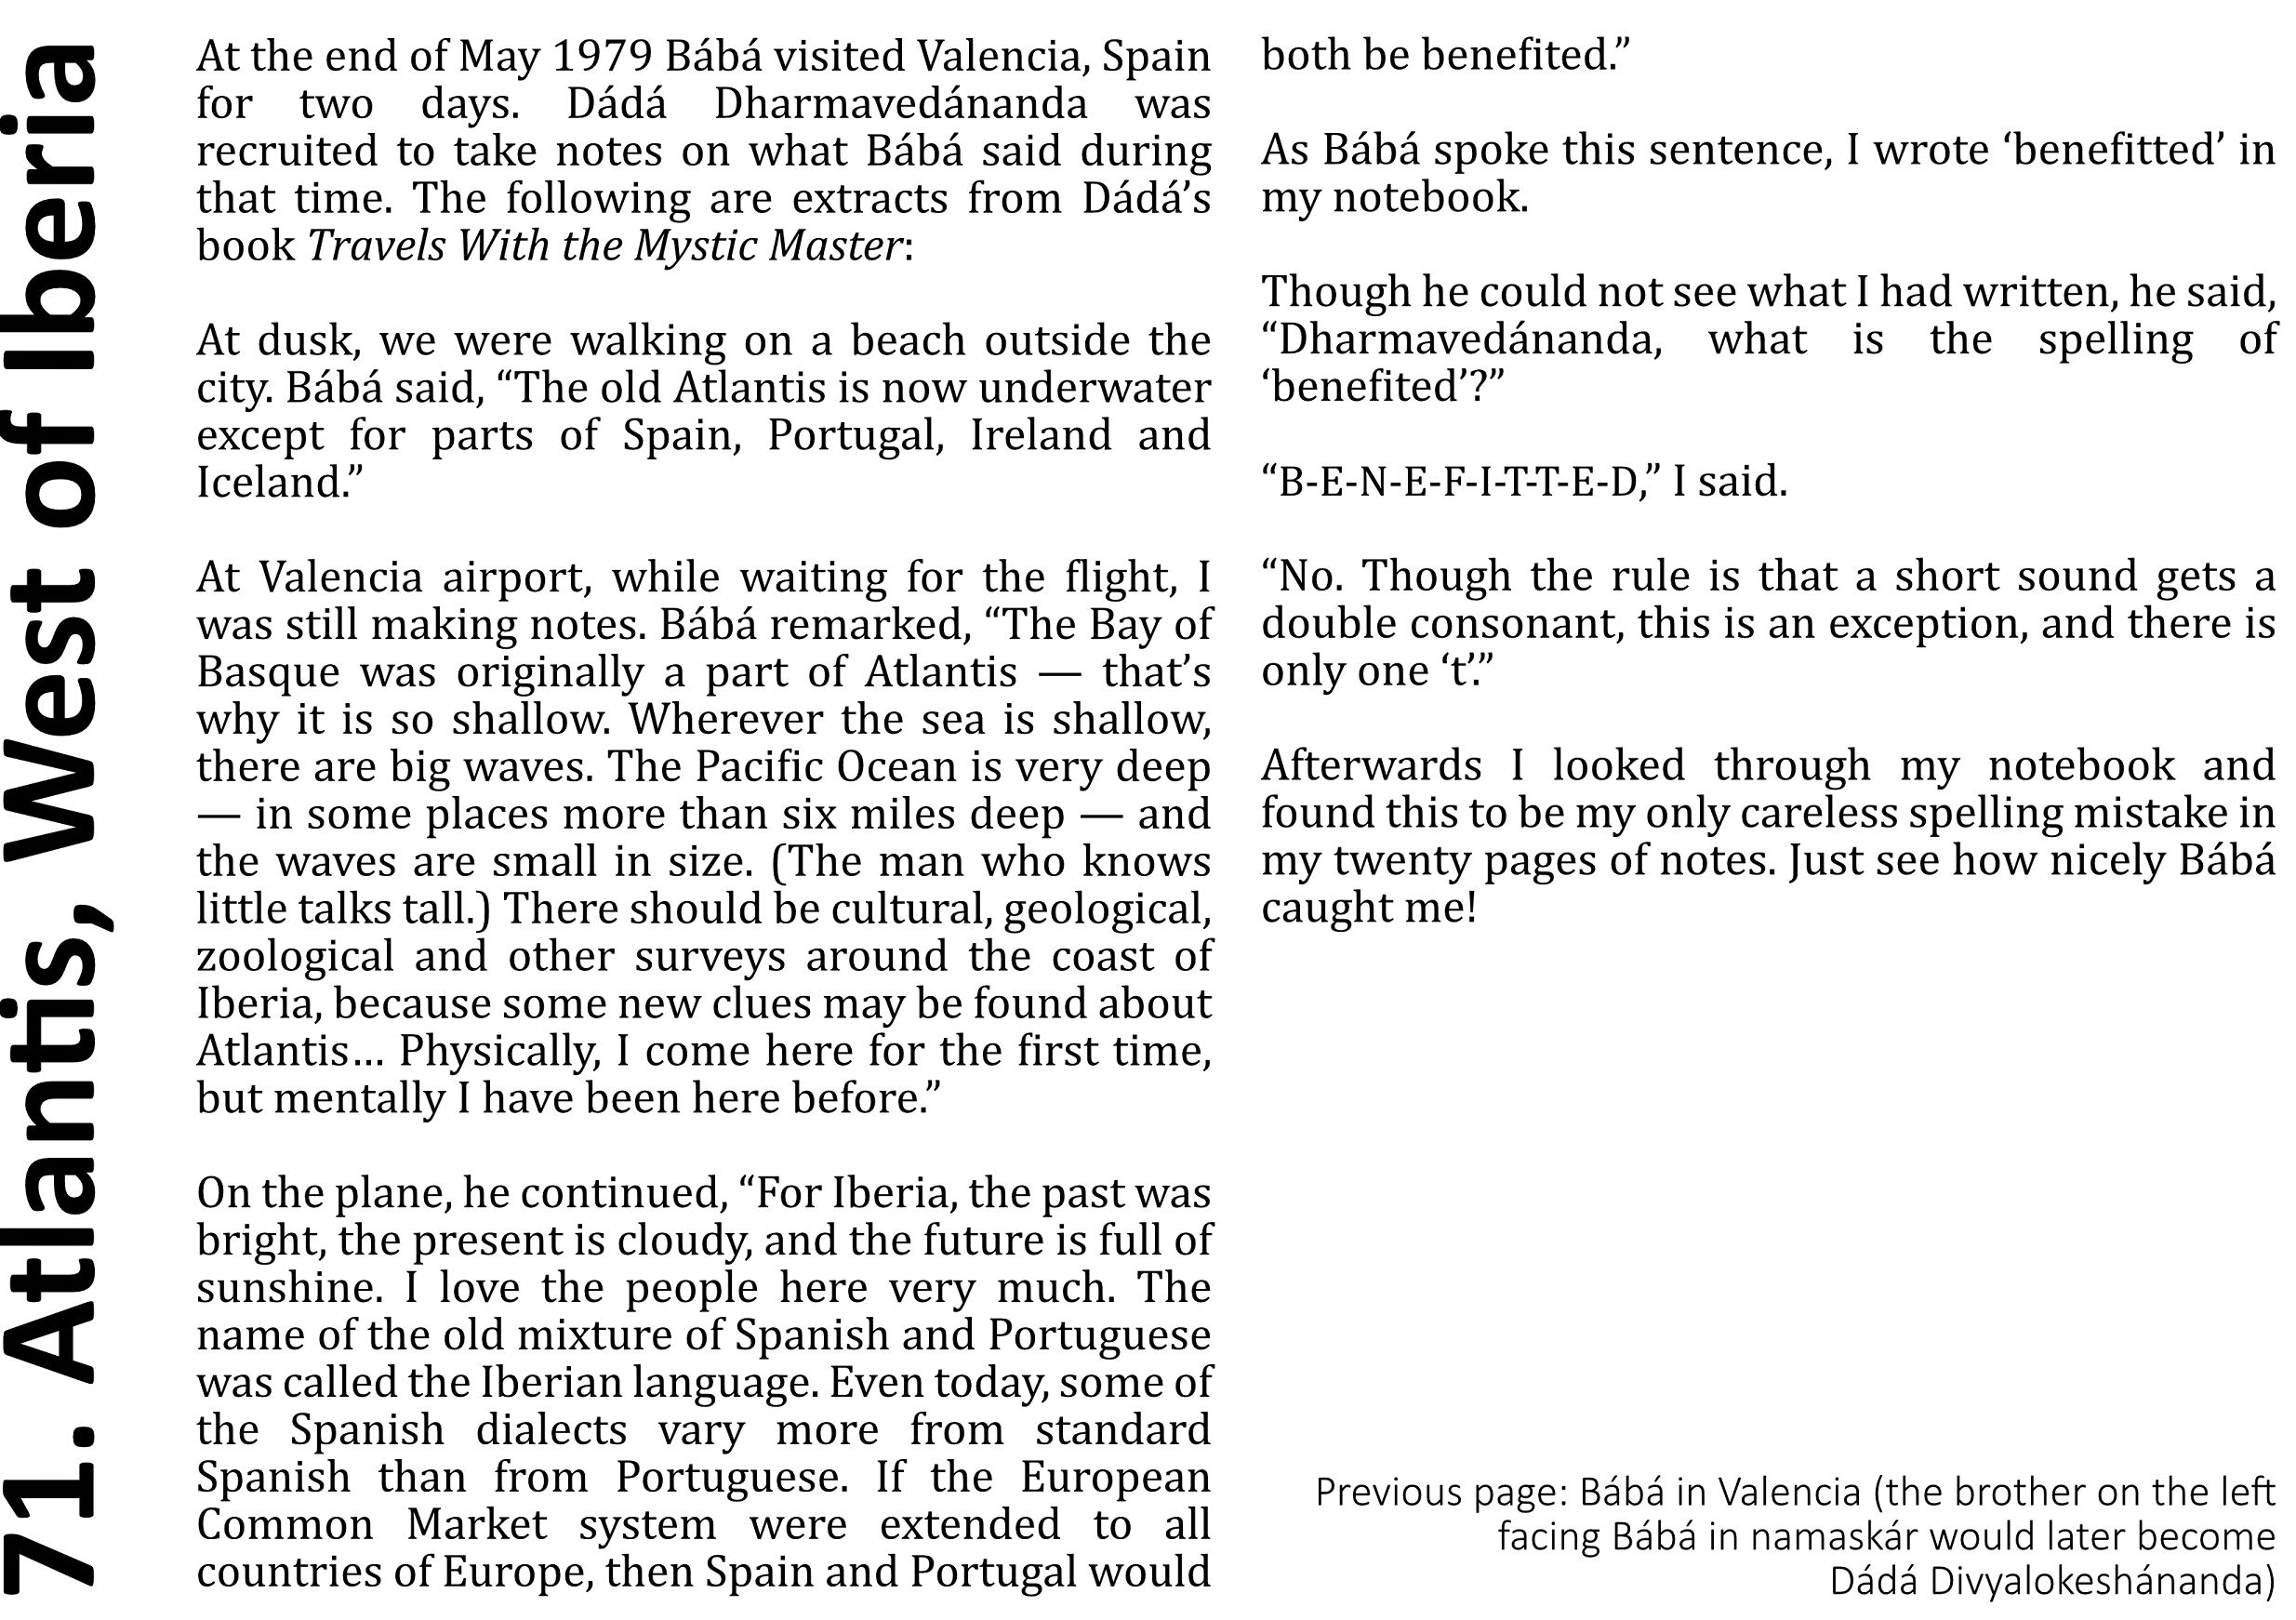 71. Atlantis, West of Iberia
At the end of May 1979 Bábá visited Valencia, Spain
for two days. Dádá Dharmavedánanda was
recruited to take notes on what Bábá said during
that time. The following are extracts from Dádá’s
book Travels With the Mystic Master:
At dusk, we were walking on a beach outside the
city. Bábá said, “The old Atlantis is now underwater
except for parts of Spain, Portugal, Ireland and
Iceland.”
At Valencia airport, while waiting for the flight, I
was still making notes. Bábá remarked, “The Bay of
Basque was originally a part of Atlantis — that’s
why it is so shallow. Wherever the sea is shallow,
there are big waves. The Pacific Ocean is very deep
— in some places more than six miles deep — and
the waves are small in size. (The man who knows
little talks tall.) There should be cultural, geological,
zoological and other surveys around the coast of
Iberia, because some new clues may be found about
Atlantis… Physically, I come here for the first time,
but mentally I have been here before.”
On the plane, he continued, “For Iberia, the past was
bright, the present is cloudy, and the future is full of
sunshine. I love the people here very much. The
name of the old mixture of Spanish and Portuguese
was called the Iberian language. Even today, some of
the Spanish dialects vary more from standard
Spanish than from Portuguese. If the European
Common Market system were extended to all
countries of Europe, then Spain and Portugal would
both be benefited.”
As Bábá spoke this sentence, I wrote ‘benefitted’ in
my notebook.
Though he could not see what I had written, he said,
“Dharmavedánanda, what is the spelling of
‘benefited’?”
“B-E-N-E-F-I-T-T-E-D,” I said.
“No. Though the rule is that a short sound gets a
double consonant, this is an exception, and there is
only one ‘t’.”
Afterwards I looked through my notebook and
found this to be my only careless spelling mistake in
my twenty pages of notes. Just see how nicely Bábá
caught me!
Previous page: Bábá in Valencia (the brother on the left
facing Bábá in namaskár would later become
Dádá Divyalokeshánanda)